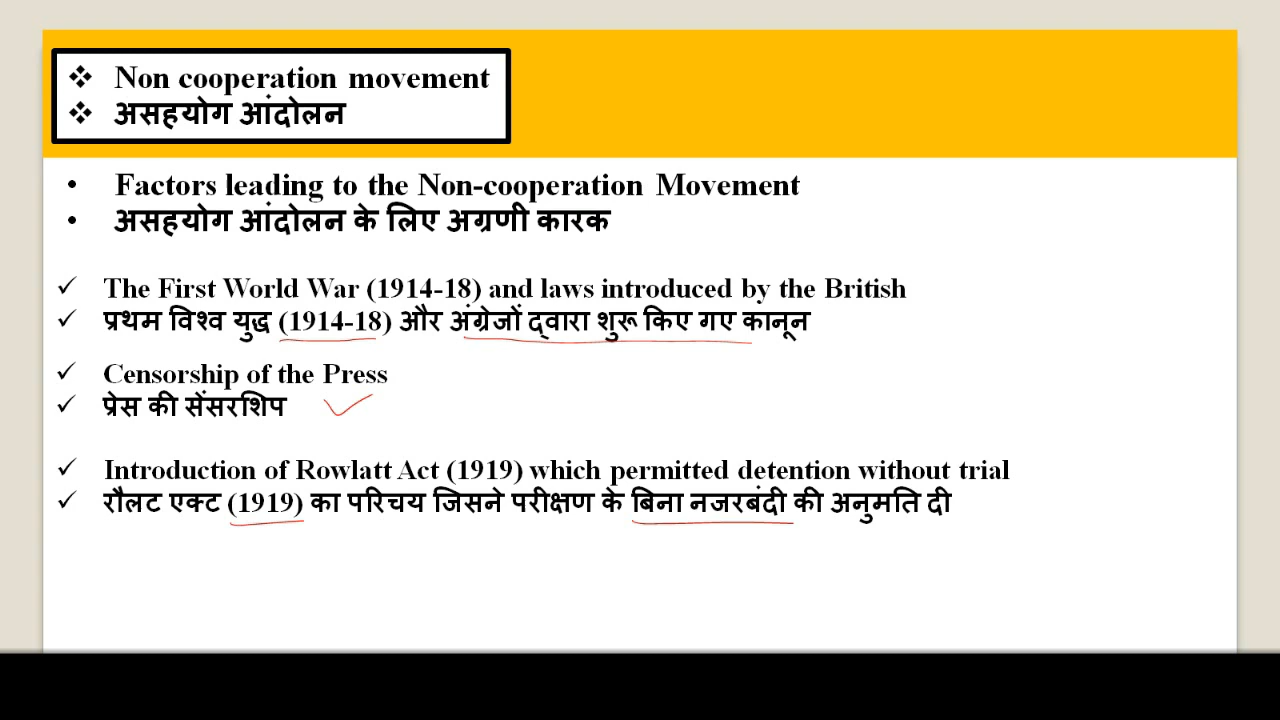 ❖ Non cooperation movement
❖ असहयोग आंदोलन
• Factors leading to the Non-cooperation Movement
• असहयोग आंदोलन के लिए अग्रणी कारक
✓ The First World War (1914-18) and laws introduced by the British
✓ प्रथम विश्व युद्ध (1914-18) और अंग्रेजों द्वारा शुरू किए गए कानून
✓ Censorship of the Press
✓ प्रेस की सेंसरशिप
✓ Introduction of Rowlatt Act (1919) which permitted detention without trial
✓ रौलट एक्ट (1919) का परिचय जिसने परीक्षण के बिना नजरबंदी की अनुमति दी